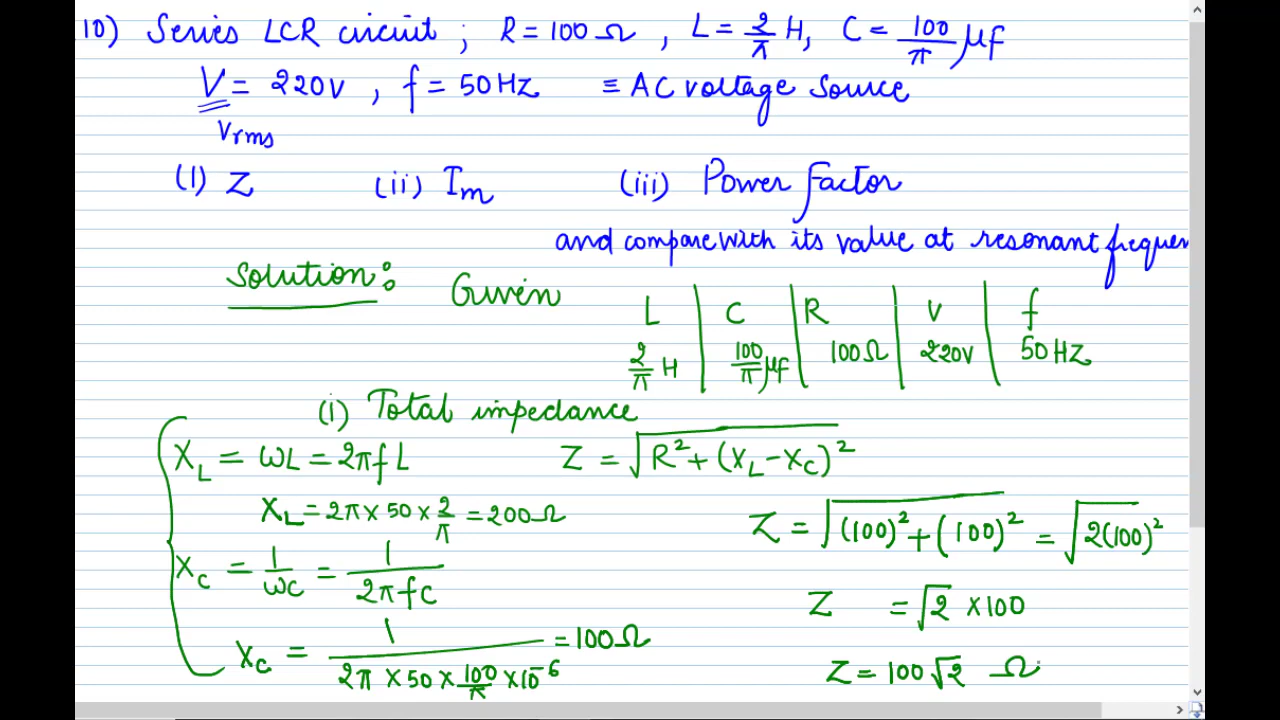 10) Series LCR circuit ; R = 100 Ω , L = 2/π H, C = 100/π μf
V = 220V , f = 50 HZ ≡ AC voltage source
Vrms
(i) Z (ii) Im (iii) Power factor
and compare with its value at resonant frequen
Solution: Given
L | C | R | V | f
2/π H | 100/π μf | 100Ω | 220V | 50 HZ
(i) Total impedance
XL = ωL = 2πf L
Z = √(R² + (XL - XC)²)
XL = 2π × 50 × 2/π = 200Ω
Z = √((100)² + (100)²) = √(2(100)²)
XC = 1/ωC = 1/2πfC
Z = √2 × 100
XC = 1/(2π × 50 × 100/π × 10⁻⁶) = 100Ω
Z = 100√2 Ω